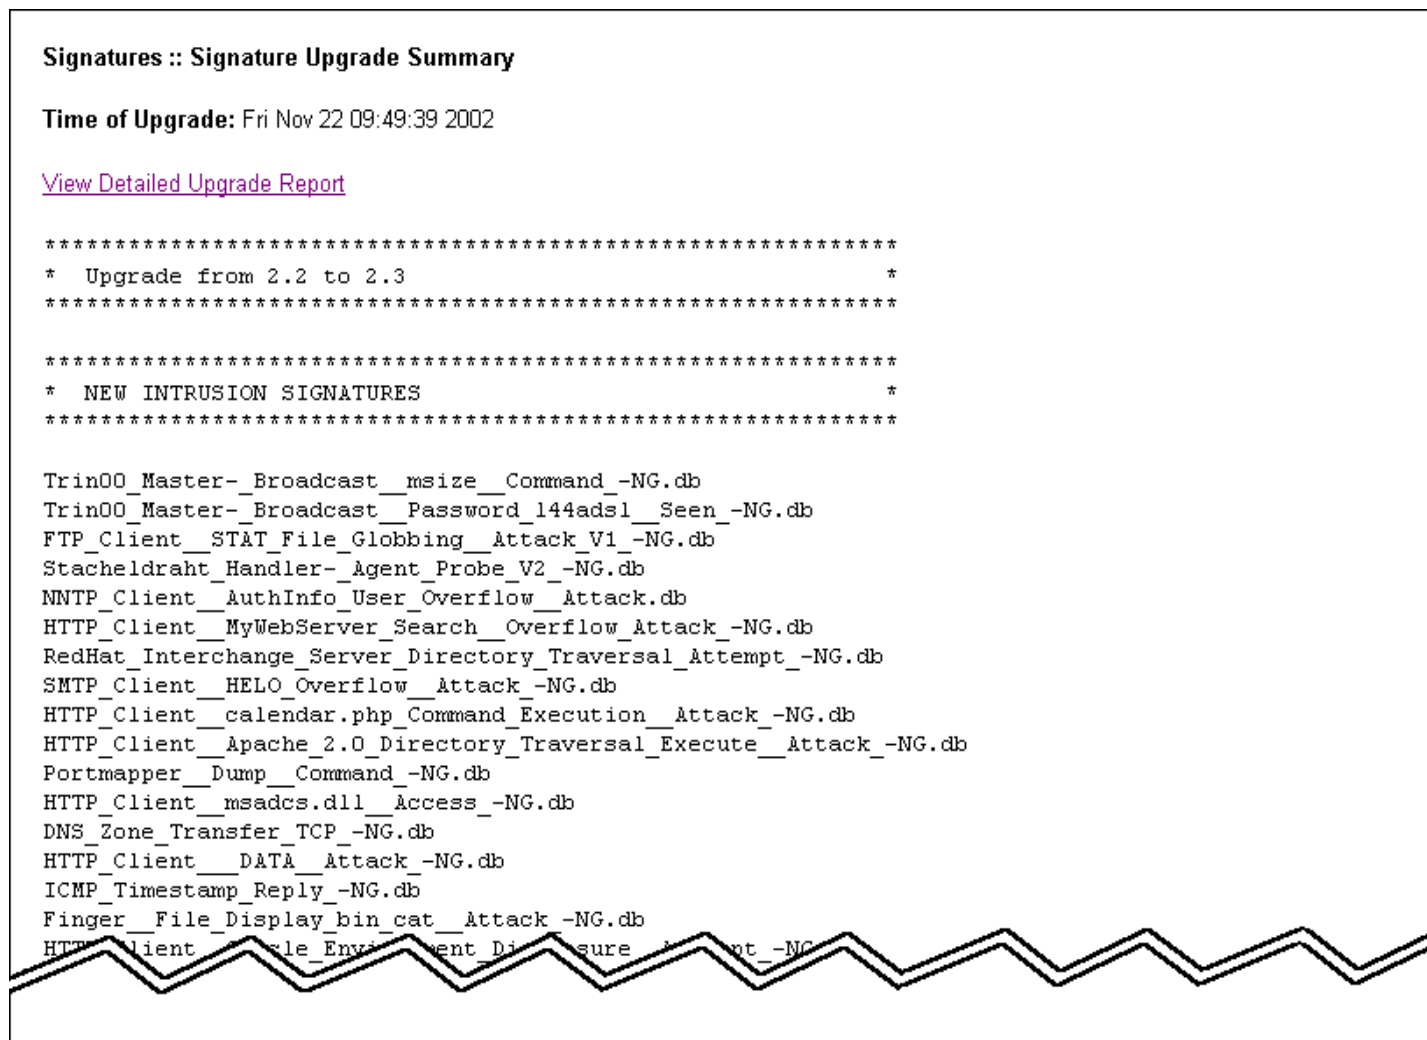 Signatures :: Signature Upgrade Summary
Time of Upgrade: Fri Nov 22 09:49:39 2002
View Detailed Upgrade Report
**************************************************************
*  Upgrade from 2.2 to 2.3                                   *
**************************************************************
**************************************************************
*  NEW INTRUSION SIGNATURES                                  *
**************************************************************
Trin00_Master-_Broadcast__msize__Command_-NG.db
Trin00_Master-_Broadcast__Password_l44adsl__Seen_-NG.db
FTP_Client__STAT_File_Globbing__Attack_V1_-NG.db
Stacheldraht_Handler-_Agent_Probe_V2_-NG.db
NNTP_Client__AuthInfo_User_Overflow__Attack.db
HTTP_Client__MyWebServer_Search__Overflow_Attack_-NG.db
RedHat_Interchange_Server_Directory_Traversal_Attempt_-NG.db
SMTP_Client__HELO_Overflow__Attack_-NG.db
HTTP_Client__calendar.php_Command_Execution__Attack_-NG.db
HTTP_Client__Apache_2.0_Directory_Traversal_Execute__Attack_-NG.db
Portmapper__Dump__Command_-NG.db
HTTP_Client__msadcs.dll__Access_-NG.db
DNS_Zone_Transfer_TCP_-NG.db
HTTP_Client___DATA__Attack_-NG.db
ICMP_Timestamp_Reply_-NG.db
Finger__File_Display_bin_cat__Attack_-NG.db